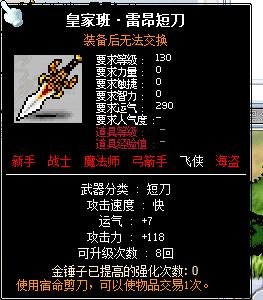 皇家班·雷昂短刀
装备后无法交换
要求等级： 130
要求力量： 0
要求敏捷： 0
要求智力： 0
要求运气： 290
要求人气度： -
道具等级： -
道具经验值： -
新手 战士 魔法师 弓箭手 飞侠 海盗
武器分类 ：短刀
攻击速度 ：快
运气 ：+7
攻击力 ：+118
可升级次数 ：8回
金锤子已提高的强化次数: 0
使用宿命剪刀，可以使物品交易1次。